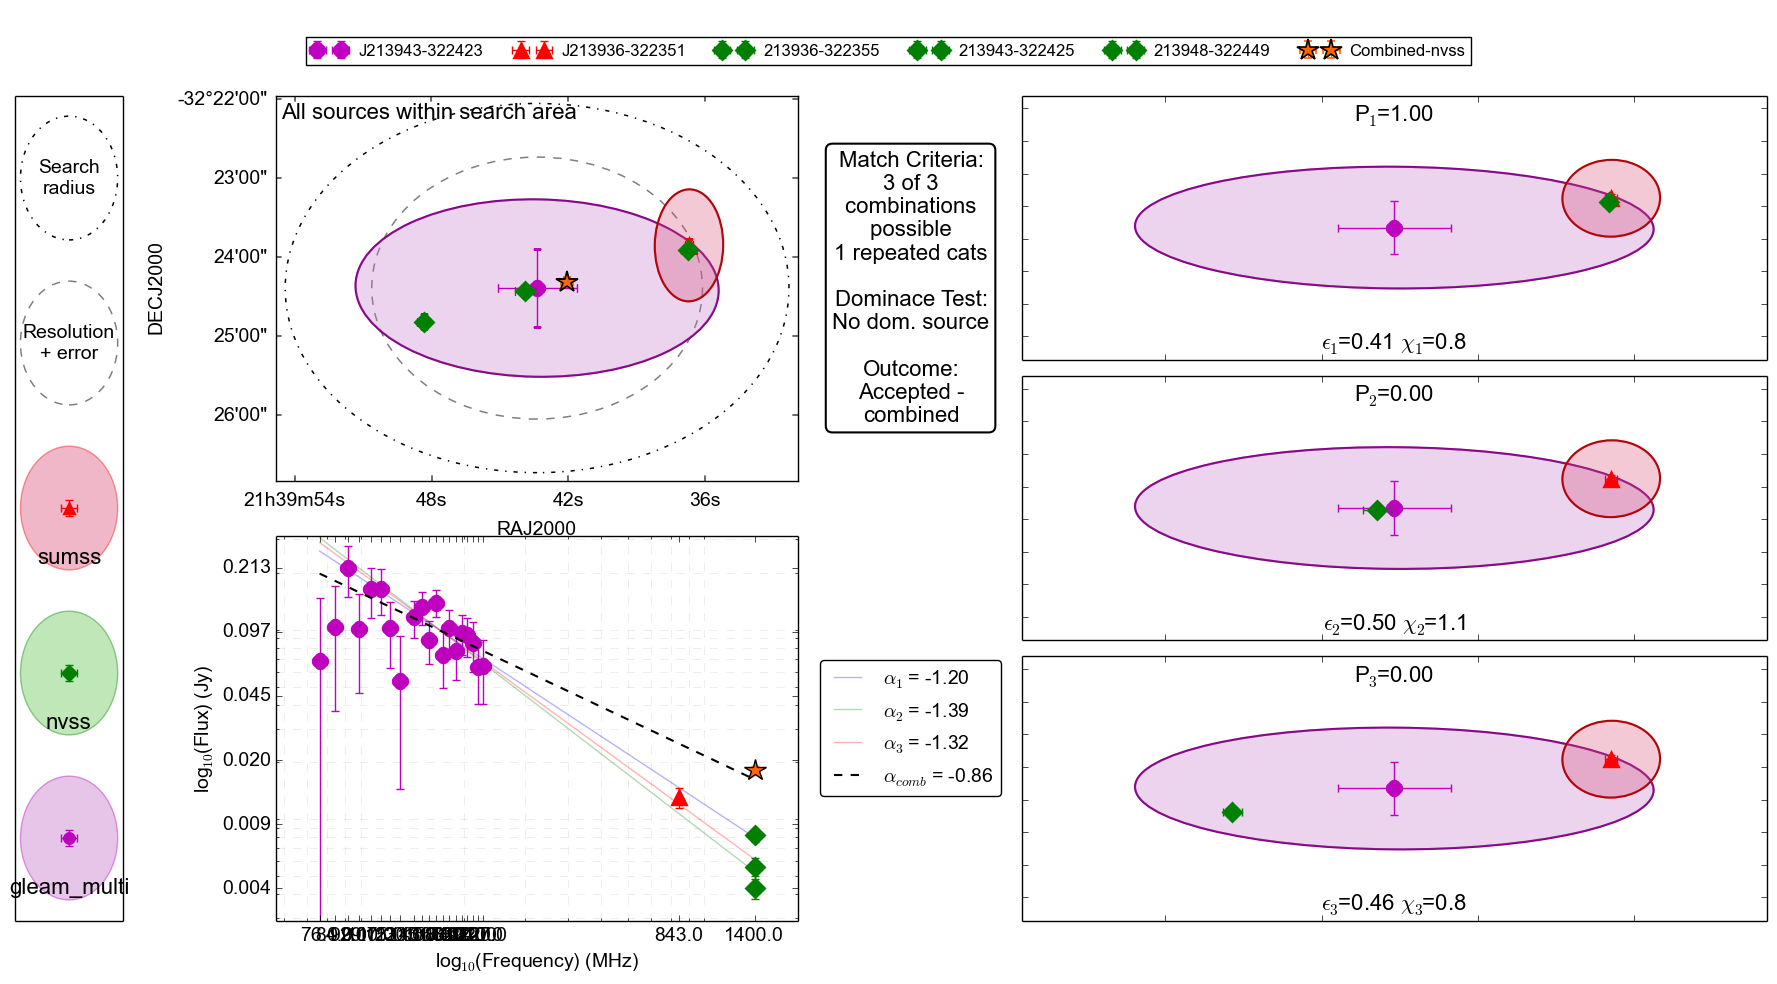 J213943-322423
J213936-322351
213936-322355
213943-322425
213948-322449
Combined-nvss
Search
radius
Resolution
+ error
sumss
nvss
gleam_multi
All sources within search area
-32°22'00"
23'00"
24'00"
25'00"
26'00"
DECJ2000
21h39m54s
48s
42s
36s
RAJ2000
Match Criteria:
3 of 3
combinations
possible
1 repeated cats
Dominace Test:
No dom. source
Outcome:
Accepted -
combined
0.213
0.097
0.045
0.020
0.009
0.004
log10(Flux) (Jy)
843.0
1400.0
log10(Frequency) (MHz)
α1 = -1.20
α2 = -1.39
α3 = -1.32
αcomb = -0.86
P1=1.00
ϵ1=0.41 χ1=0.8
P2=0.00
ϵ2=0.50 χ2=1.1
P3=0.00
ϵ3=0.46 χ3=0.8